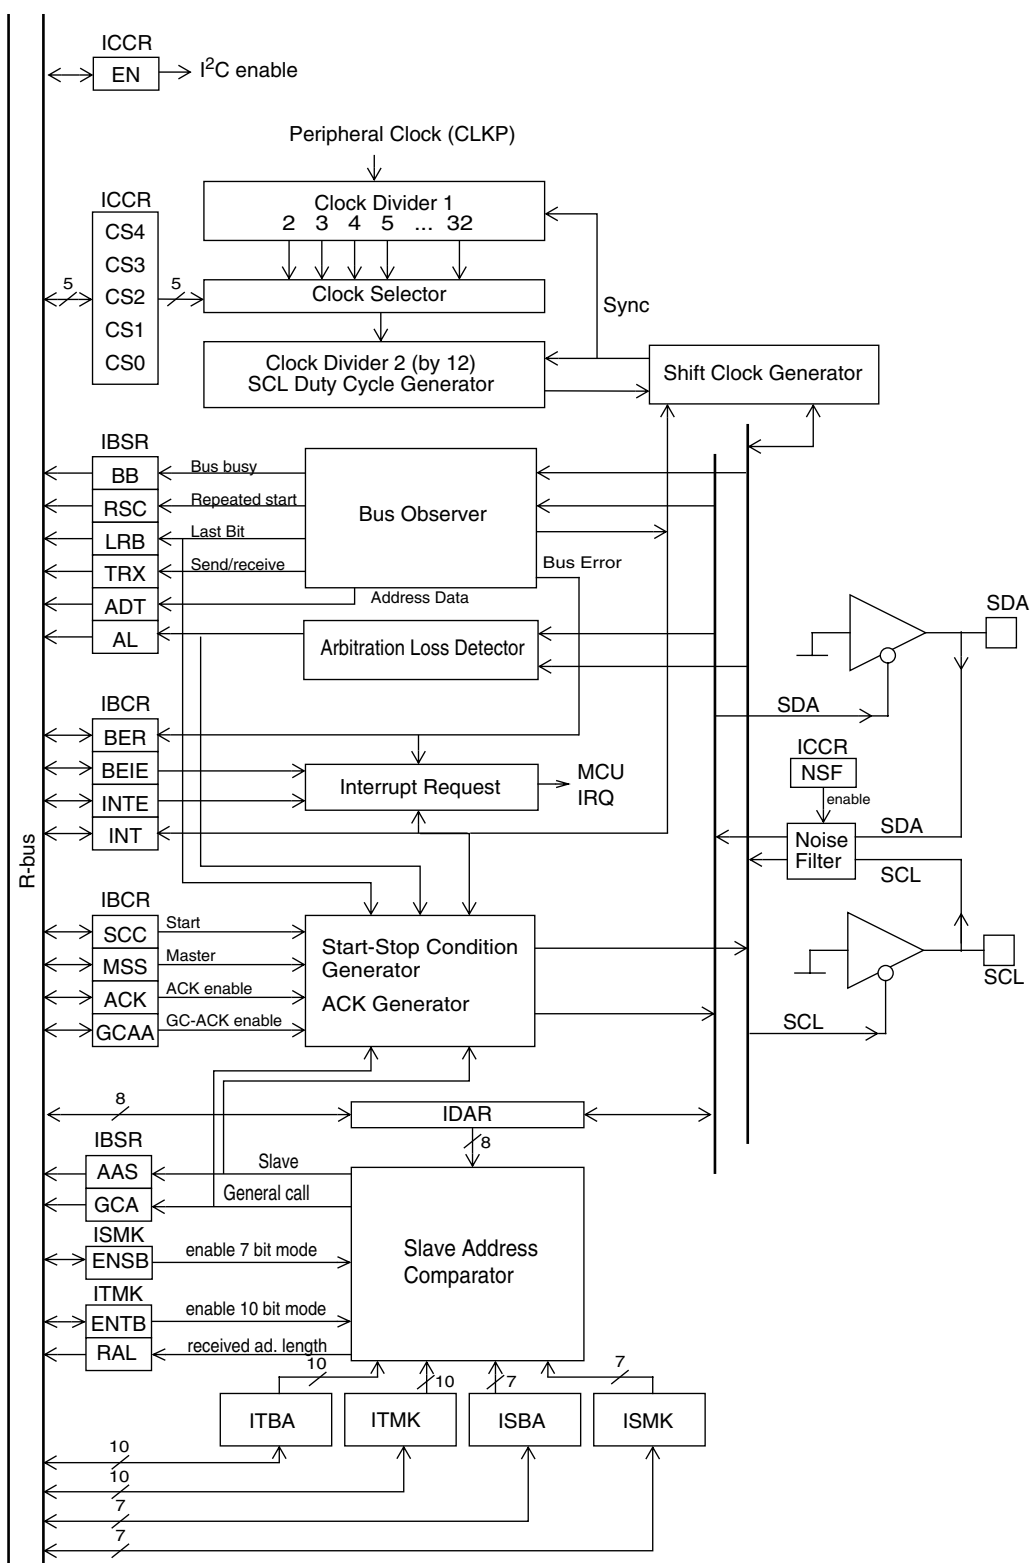 ICCR
EN
I²C enable
Peripheral Clock (CLKP)
ICCR
Clock Divider 1
2 3 4 5 ... 32
CS4
CS3
CS2
CS1
CS0
5
5
Clock Selector
Sync
Clock Divider 2 (by 12)
SCL Duty Cycle Generator
Shift Clock Generator
IBSR
BB
Bus busy
RSC
Repeated start
Bus Observer
LRB
Last Bit
TRX
Send/receive
Bus Error
ADT
Address Data
AL
Arbitration Loss Detector
SDA
SDA
IBCR
BER
BEIE
INTE
INT
Interrupt Request
MCU
IRQ
ICCR
NSF
enable
Noise
Filter
SDA
SCL
R-bus
IBCR
SCC
Start
MSS
Master
ACK
ACK enable
GCAA
GC-ACK enable
Start-Stop Condition
Generator
ACK Generator
SCL
SCL
8
IDAR
8
IBSR
AAS
Slave
GCA
General call
ISMK
ENSB
enable 7 bit mode
Slave Address
Comparator
ITMK
ENTB
enable 10 bit mode
RAL
received ad. length
10
10
7
7
ITBA
ITMK
ISBA
ISMK
10
10
7
7